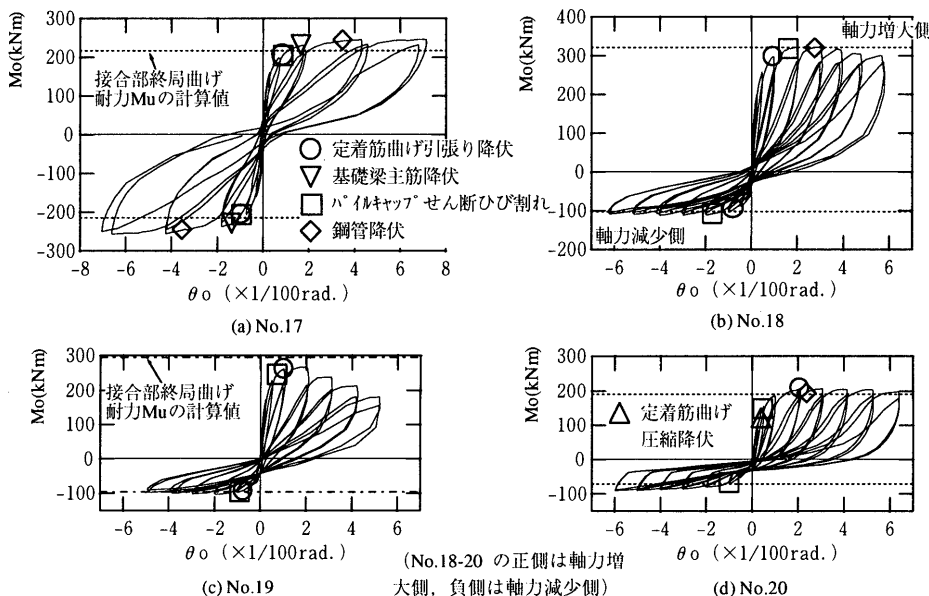 Mo(kNm)
300
200
100
0
-100
-200
-300
接合部終局曲げ
耐力Muの計算値
○ 定着筋曲げ引張り降伏
▽ 基礎梁主筋降伏
□ パイルキャップせん断ひび割れ
◇ 鋼管降伏
-8 -6 -4 -2 0 2 4 6 8
θo (×1/100rad.)
(a) No.17
Mo(kNm)
400
300
200
100
0
-100
-200
軸力増大側
軸力減少側
-6 -4 -2 0 2 4 6
θo (×1/100rad.)
(b) No.18
Mo(kNm)
300
200
100
0
-100
接合部終局曲げ
耐力Muの計算値
-6 -4 -2 0 2 4 6
θo (×1/100rad.)
(c) No.19
Mo(kNm)
300
200
100
0
-100
△ 定着筋曲げ
圧縮降伏
-6 -4 -2 0 2 4 6
θo (×1/100rad.)
(d) No.20
(No.18-20 の正側は軸力増
大側, 負側は軸力減少側)